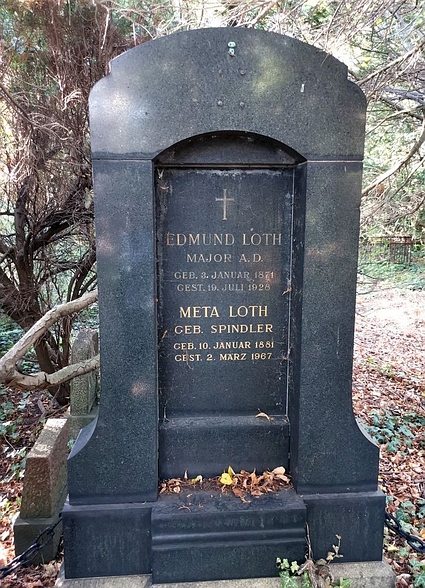 EDMUND LOTH
MAJOR A.D.
GEB. 3. JANUAR 1871
GEST. 19. JULI 1928
META LOTH
GEB. SPINDLER
GEB. 10. JANUAR 1881
GEST. 2. MÄRZ 1967